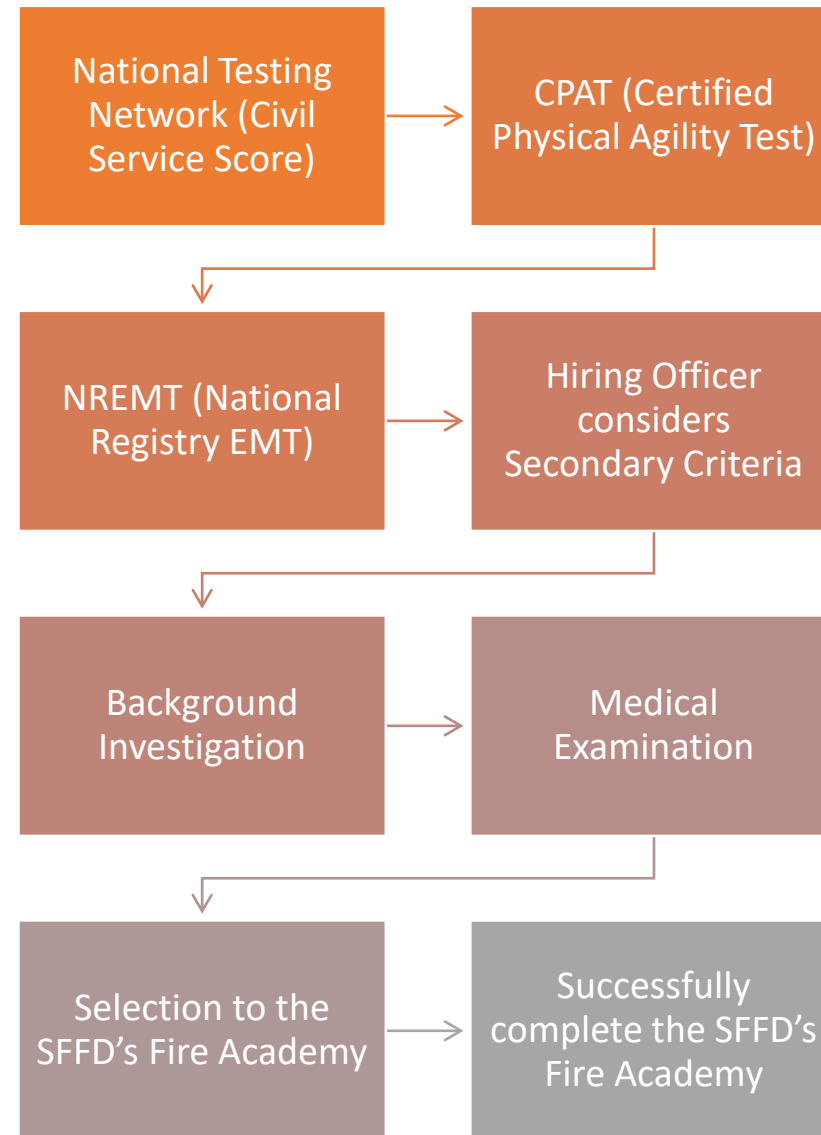 National Testing
Network (Civil
Service Score)
CPAT (Certified
Physical Agility Test)
NREMT (National
Registry EMT)
Hiring Officer
considers
Secondary Criteria
Background
Investigation
Medical
Examination
Selection to the
SFFD’s Fire Academy
Successfully
complete the SFFD’s
Fire Academy